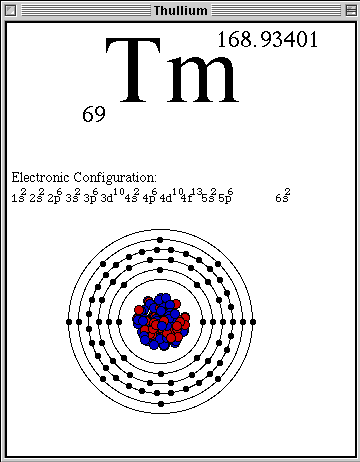 Thullium
168.93401
Tm
69
Electronic Configuration:
1s2 2s2 2p6 3s2 3p6 3d10 4s2 4p6 4d10 4f13 5s2 5p6 6s2